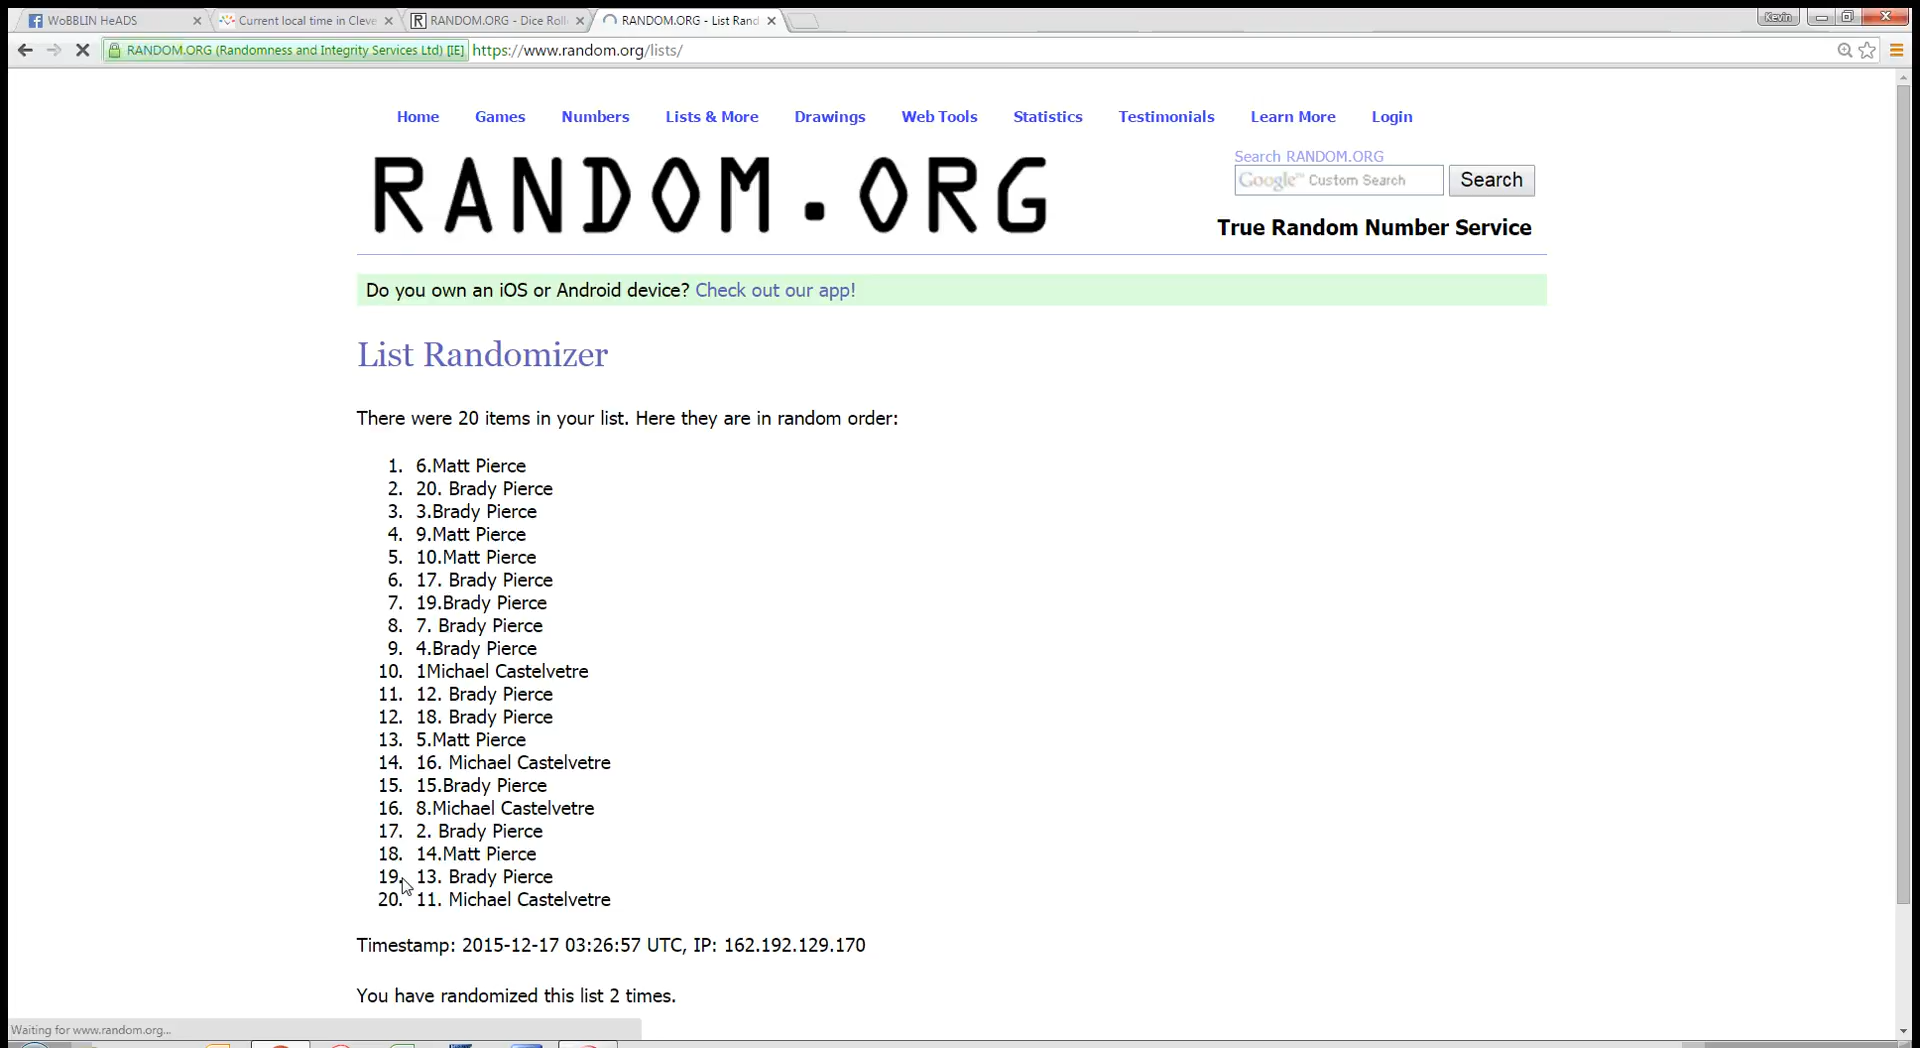 WoBBLIN HeADS
Current local time in Cleve
RANDOM.ORG - Dice Roll
RANDOM.ORG - List Rand
Kevin
RANDOM.ORG (Randomness and Integrity Services Ltd) [IE] https://www.random.org/lists/
Home Games Numbers Lists & More Drawings Web Tools Statistics Testimonials Learn More Login
RANDOM.ORG
Search RANDOM.ORG
Google™ Custom Search Search
True Random Number Service
Do you own an iOS or Android device? Check out our app!
List Randomizer
There were 20 items in your list. Here they are in random order:
1. 6.Matt Pierce
2. 20. Brady Pierce
3. 3.Brady Pierce
4. 9.Matt Pierce
5. 10.Matt Pierce
6. 17. Brady Pierce
7. 19.Brady Pierce
8. 7. Brady Pierce
9. 4.Brady Pierce
10. 1Michael Castelvetre
11. 12. Brady Pierce
12. 18. Brady Pierce
13. 5.Matt Pierce
14. 16. Michael Castelvetre
15. 15.Brady Pierce
16. 8.Michael Castelvetre
17. 2. Brady Pierce
18. 14.Matt Pierce
19. 13. Brady Pierce
20. 11. Michael Castelvetre
Timestamp: 2015-12-17 03:26:57 UTC, IP: 162.192.129.170
You have randomized this list 2 times.
Waiting for www.random.org...